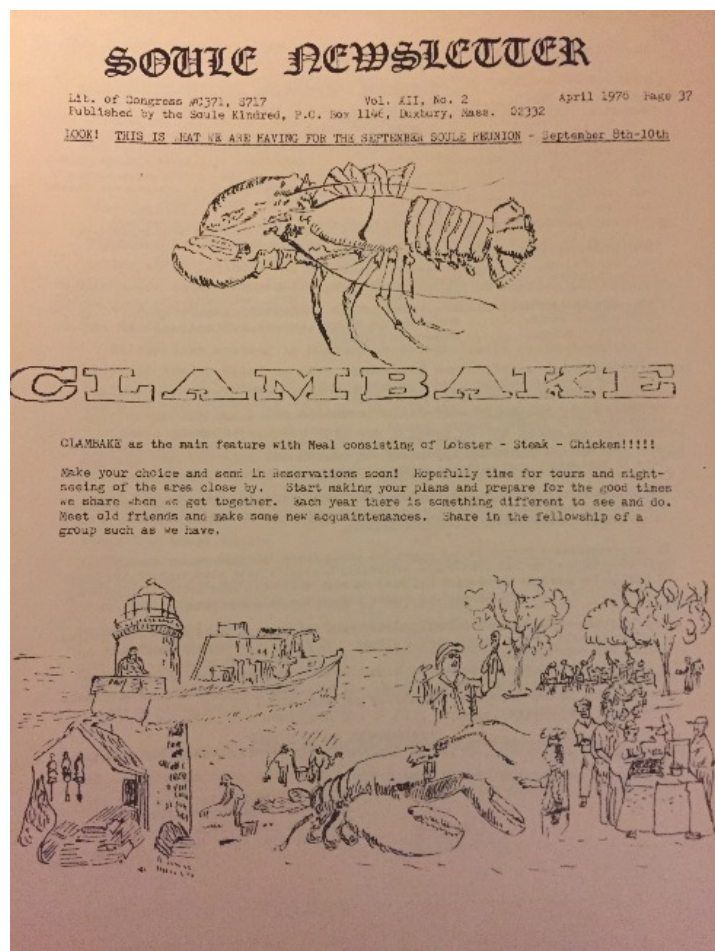 SOULE NEWSLETTER
Lib. of Congress #C371, S717 Vol. XII, No. 2 April 1978 Page 37
Published by the Soule Kindred, P.O. Box 1146, Duxbury, Mass. 02332
LOOK! THIS IS WHAT WE ARE HAVING FOR THE SEPTEMBER SOULE REUNION - September 8th-10th
CLAMBAKE
CLAMBAKE as the main feature with Meal consisting of Lobster - Steak - Chicken!!!!!
Make your choice and send in Reservations soon! Hopefully time for tours and sight-
seeing of the area close by. Start making your plans and prepare for the good times
we share when we get together. Each year there is something different to see and do.
Meet old friends and make some new acquaintenances. Share in the fellowship of a
group such as we have.